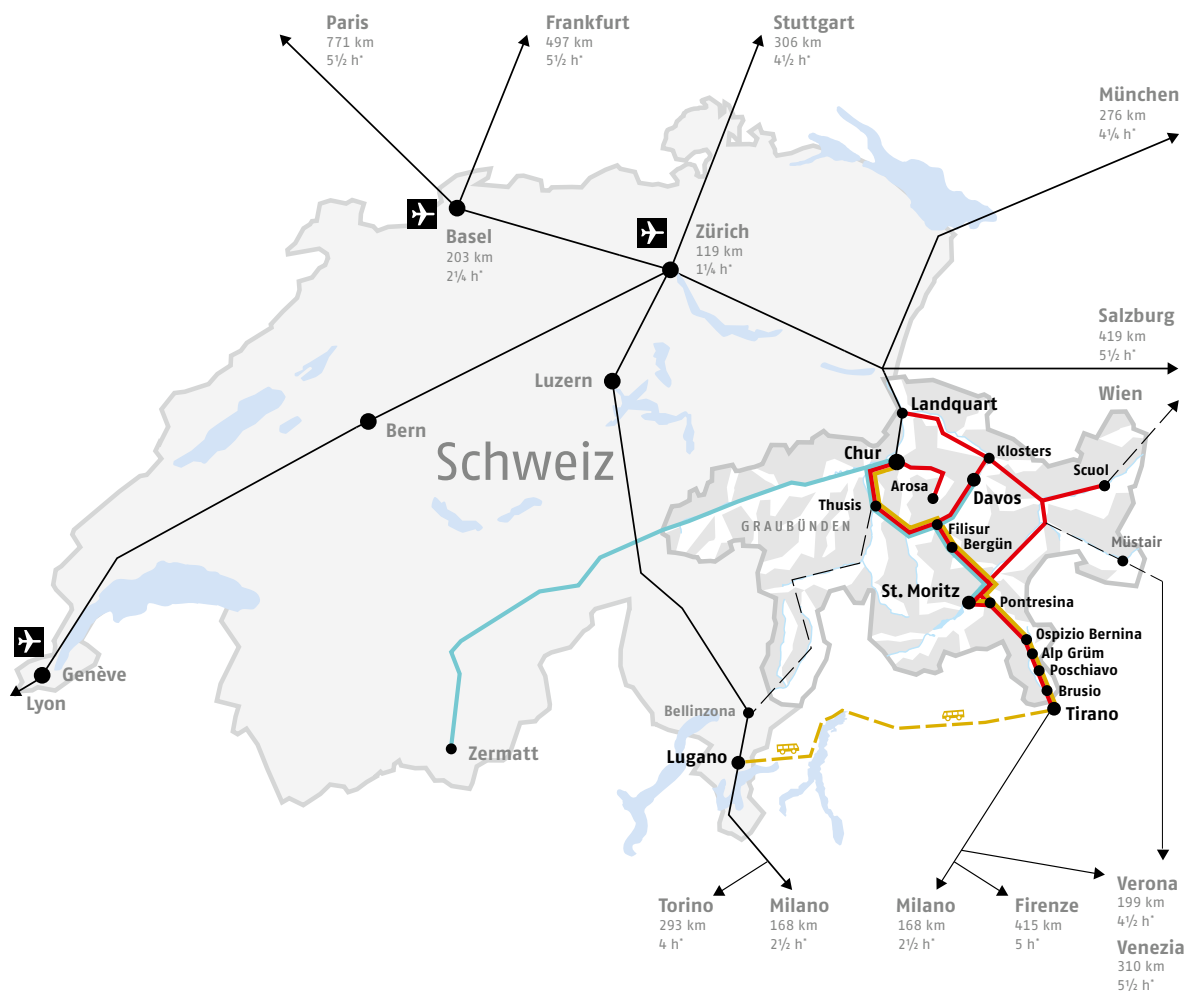 Paris
771 km
5½ h*
Frankfurt
497 km
5½ h*
Stuttgart
306 km
4½ h*
München
276 km
4¼ h*
Basel
203 km
2¼ h*
Zürich
119 km
1¼ h*
Salzburg
419 km
5½ h*
Wien
Luzern
Bern
Schweiz
Landquart
Chur
Klosters
Arosa
Scuol
Davos
Thusis
GRAUBÜNDEN
Filisur
Bergün
Müstair
St. Moritz
Pontresina
Ospizio Bernina
Alp Grüm
Poschiavo
Brusio
Tirano
Genève
Lyon
Zermatt
Bellinzona
Lugano
Torino
293 km
4 h*
Milano
168 km
2½ h*
Milano
168 km
2½ h*
Firenze
415 km
5 h*
Verona
199 km
4½ h*
Venezia
310 km
5½ h*